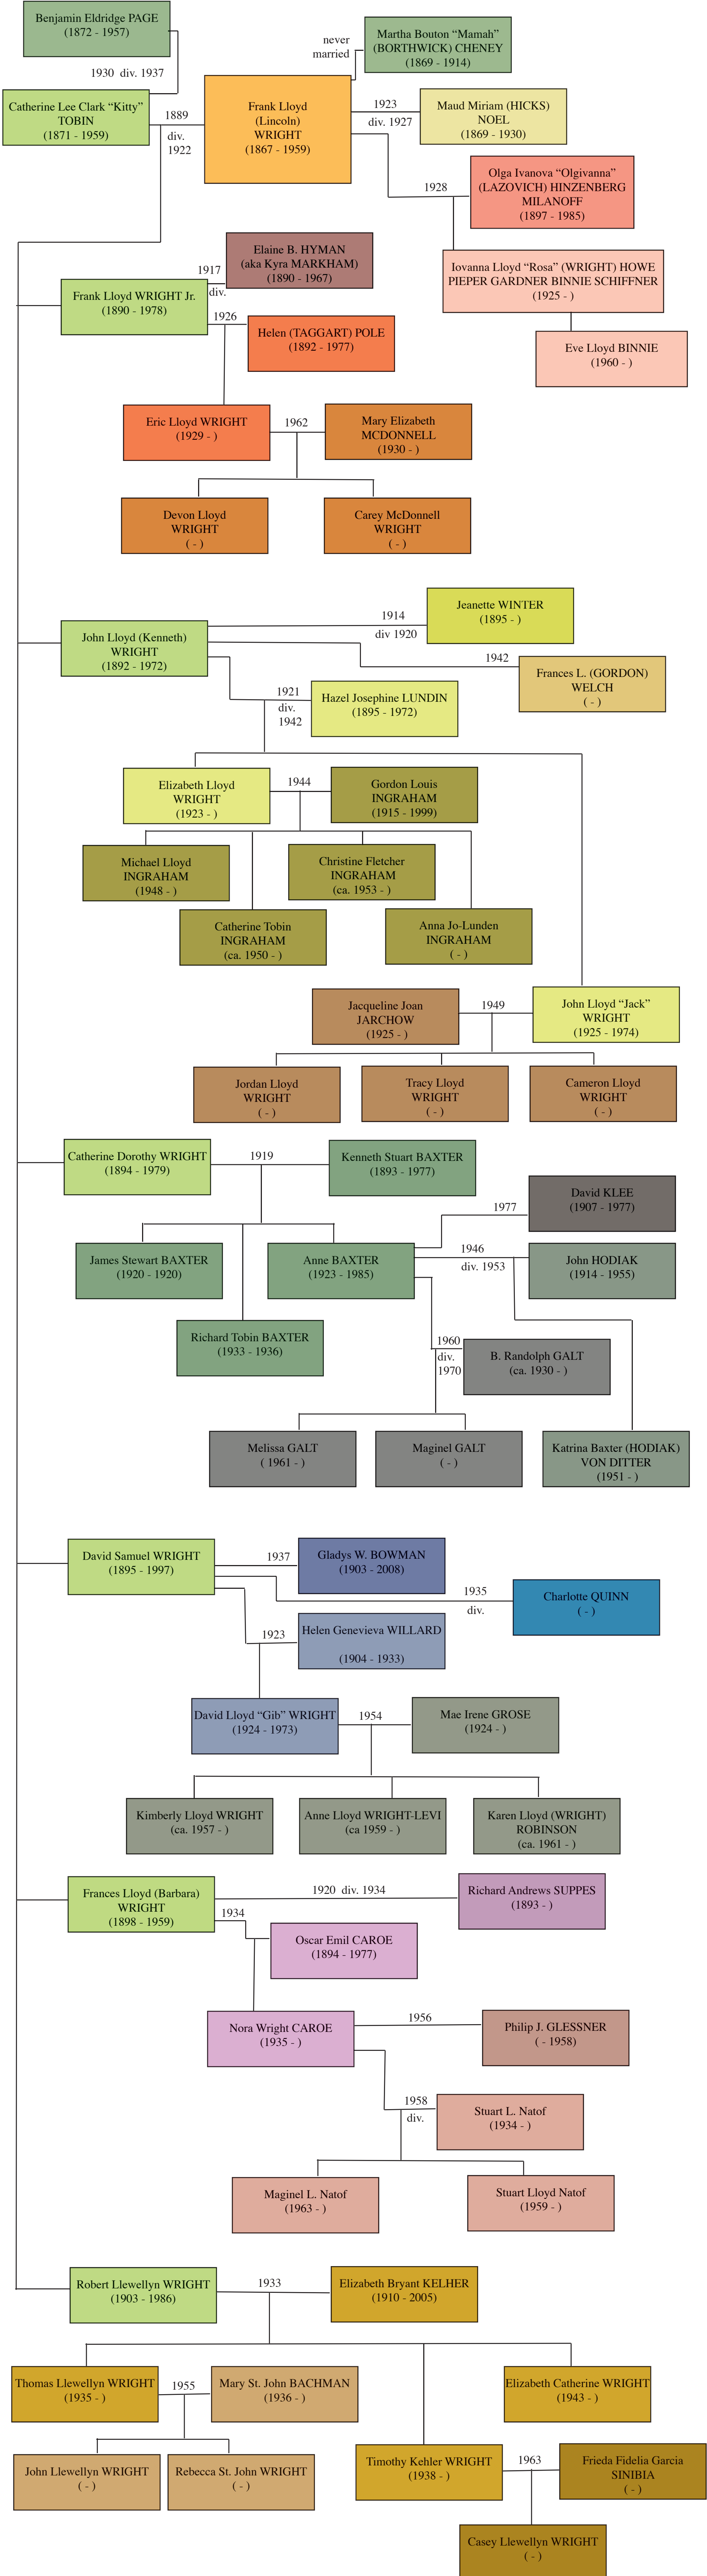 Benjamin Eldridge PAGE
(1872 - 1957)
never
married
Martha Bouton “Mamah”
(BORTHWICK) CHENEY
(1869 - 1914)
1930 div. 1937
Catherine Lee Clark “Kitty”
TOBIN
(1871 - 1959)
1889
div.
1922
Frank Lloyd
(Lincoln)
WRIGHT
(1867 - 1959)
1923
div. 1927
Maud Miriam (HICKS)
NOEL
(1869 - 1930)
1928
Olga Ivanova “Olgivanna”
(LAZOVICH) HINZENBERG
MILANOFF
(1897 - 1985)
Iovanna Lloyd “Rosa” (WRIGHT) HOWE
PIEPER GARDNER BINNIE SCHIFFNER
(1925 - )
Eve Lloyd BINNIE
(1960 - )
Elaine B. HYMAN
(aka Kyra MARKHAM)
(1890 - 1967)
1917
div.
Frank Lloyd WRIGHT Jr.
(1890 - 1978)
1926
Helen (TAGGART) POLE
(1892 - 1977)
Eric Lloyd WRIGHT
(1929 - )
1962
Mary Elizabeth
MCDONNELL
(1930 - )
Devon Lloyd
WRIGHT
( - )
Carey McDonnell
WRIGHT
( - )
Jeanette WINTER
(1895 - )
1914
div 1920
John Lloyd (Kenneth)
WRIGHT
(1892 - 1972)
1942
Frances L. (GORDON)
WELCH
( - )
1921
div.
1942
Hazel Josephine LUNDIN
(1895 - 1972)
Elizabeth Lloyd
WRIGHT
(1923 - )
1944
Gordon Louis
INGRAHAM
(1915 - 1999)
Michael Lloyd
INGRAHAM
(1948 - )
Christine Fletcher
INGRAHAM
(ca. 1953 - )
Catherine Tobin
INGRAHAM
(ca. 1950 - )
Anna Jo-Lunden
INGRAHAM
( - )
Jacqueline Joan
JARCHOW
(1925 - )
1949
John Lloyd “Jack”
WRIGHT
(1925 - 1974)
Jordan Lloyd
WRIGHT
( - )
Tracy Lloyd
WRIGHT
( - )
Cameron Lloyd
WRIGHT
( - )
Catherine Dorothy WRIGHT
(1894 - 1979)
1919
Kenneth Stuart BAXTER
(1893 - 1977)
1977
David KLEE
(1907 - 1977)
James Stewart BAXTER
(1920 - 1920)
Anne BAXTER
(1923 - 1985)
1946
div. 1953
John HODIAK
(1914 - 1955)
Richard Tobin BAXTER
(1933 - 1936)
1960
div.
1970
B. Randolph GALT
(ca. 1930 - )
Melissa GALT
( 1961 - )
Maginel GALT
( - )
Katrina Baxter (HODIAK)
VON DITTER
(1951 - )
David Samuel WRIGHT
(1895 - 1997)
1937
Gladys W. BOWMAN
(1903 - 2008)
1935
div.
Charlotte QUINN
( - )
1923
Helen Genevieva WILLARD
(1904 - 1933)
David Lloyd “Gib” WRIGHT
(1924 - 1973)
1954
Mae Irene GROSE
(1924 - )
Kimberly Lloyd WRIGHT
(ca. 1957 - )
Anne Lloyd WRIGHT-LEVI
(ca 1959 - )
Karen Lloyd (WRIGHT)
ROBINSON
(ca. 1961 - )
Frances Lloyd (Barbara)
WRIGHT
(1898 - 1959)
1920 div. 1934
Richard Andrews SUPPES
(1893 - )
1934
Oscar Emil CAROE
(1894 - 1977)
Nora Wright CAROE
(1935 - )
1956
Philip J. GLESSNER
( - 1958)
1958
div.
Stuart L. Natof
(1934 - )
Maginel L. Natof
(1963 - )
Stuart Lloyd Natof
(1959 - )
Robert Llewellyn WRIGHT
(1903 - 1986)
1933
Elizabeth Bryant KELHER
(1910 - 2005)
Thomas Llewellyn WRIGHT
(1935 - )
1955
Mary St. John BACHMAN
(1936 - )
Elizabeth Catherine WRIGHT
(1943 - )
John Llewellyn WRIGHT
( - )
Rebecca St. John WRIGHT
( - )
Timothy Kehler WRIGHT
(1938 - )
1963
Frieda Fidelia Garcia
SINIBIA
( - )
Casey Llewellyn WRIGHT
( - )